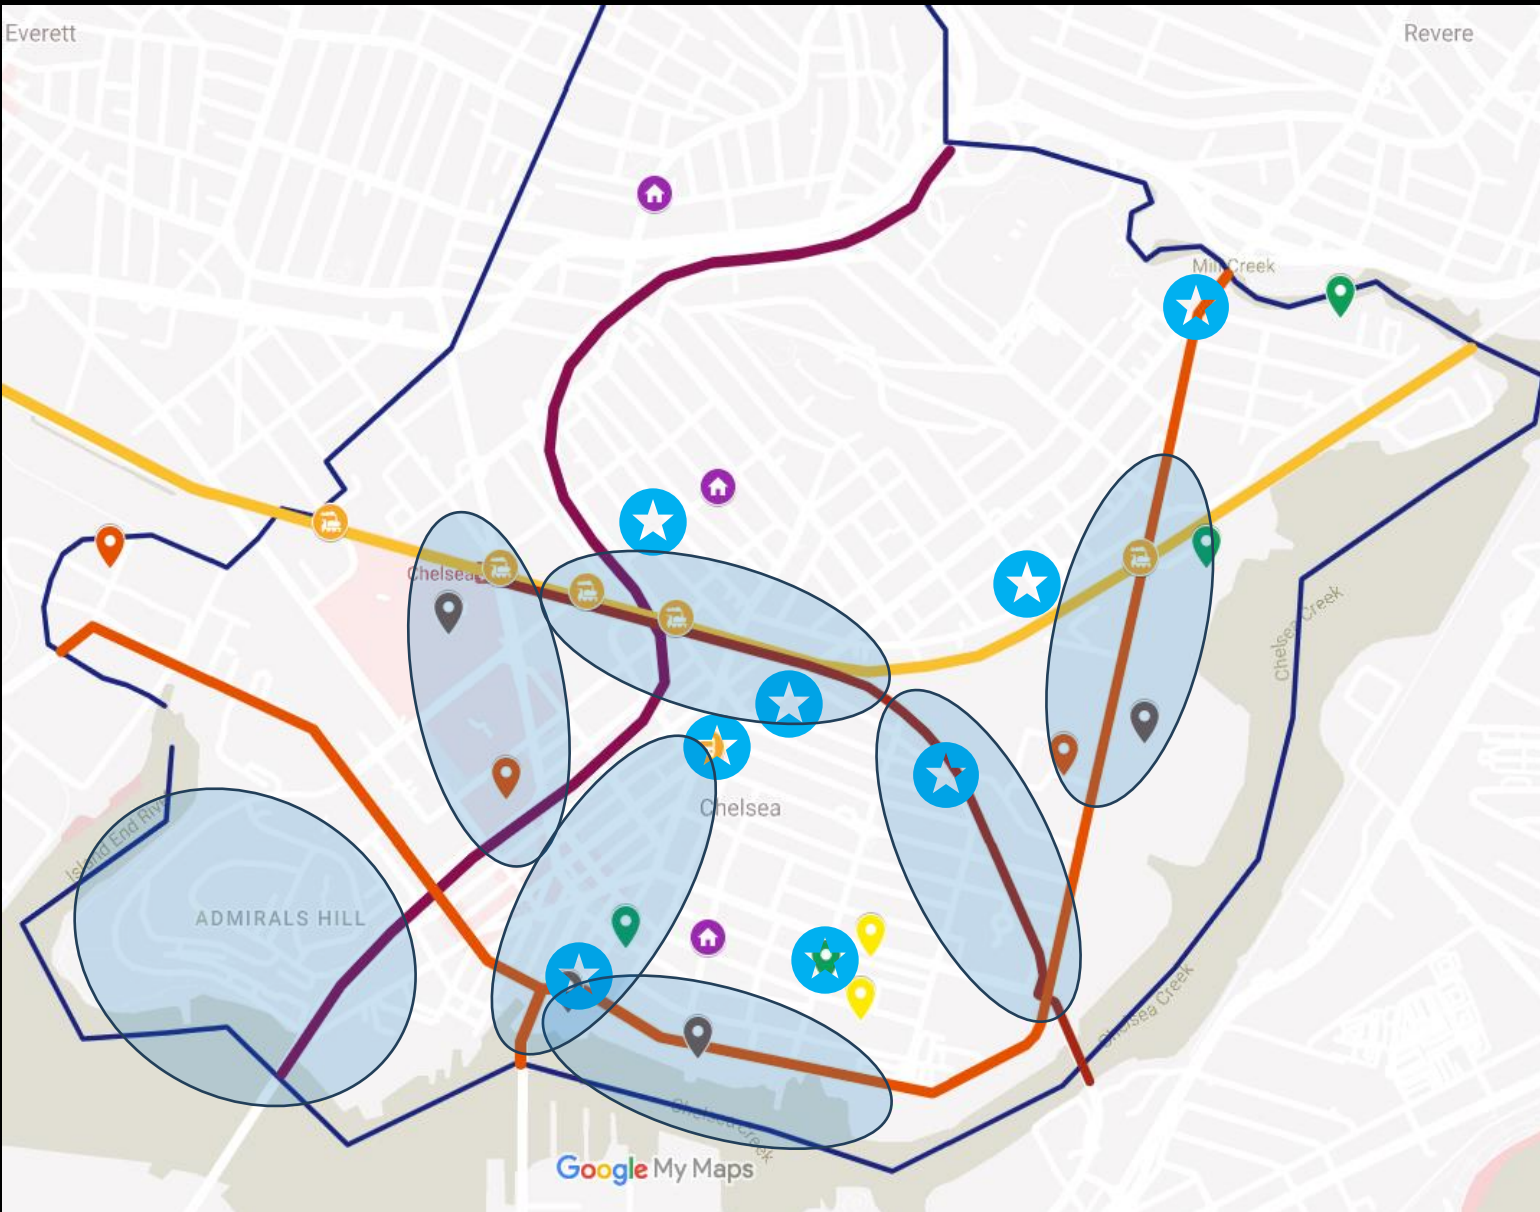 Everett
Revere
Mill Creek
Chelsea
Chelsea Creek
Chelsea
Island End River
ADMIRALS HILL
Chelsea Creek
Chelsea Creek
Google My Maps